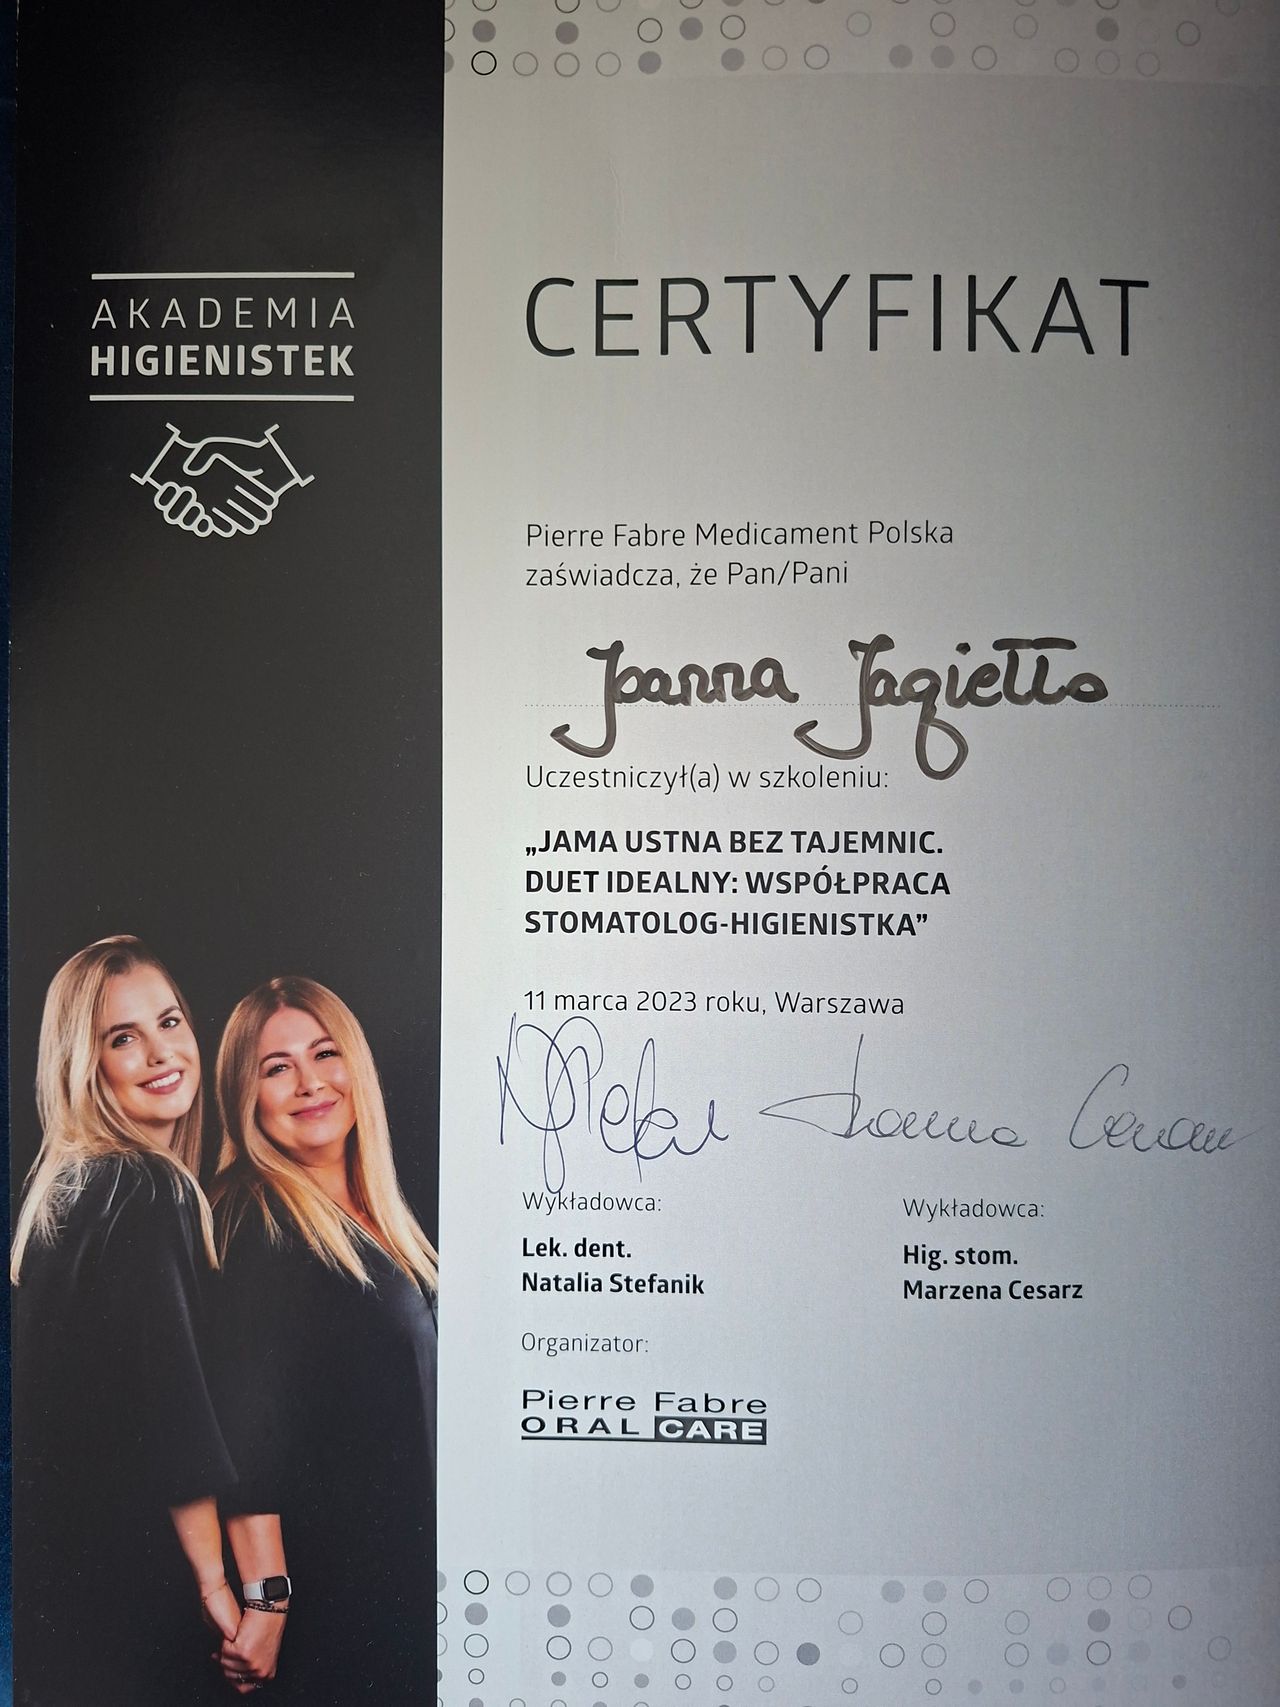 AKADEMIA
HIGIENISTEK
CERTYFIKAT
Pierre Fabre Medicament Polska
zaświadcza, że Pan/Pani
Joanna Jagiełło
Uczestniczył(a) w szkoleniu:
„JAMA USTNA BEZ TAJEMNIC.
DUET IDEALNY: WSPÓŁPRACA
STOMATOLOG-HIGIENISTKA”
11 marca 2023 roku, Warszawa
Wykładowca:
Lek. dent.
Natalia Stefanik
Wykładowca:
Hig. stom.
Marzena Cesarz
Organizator:
Pierre Fabre
ORAL CARE